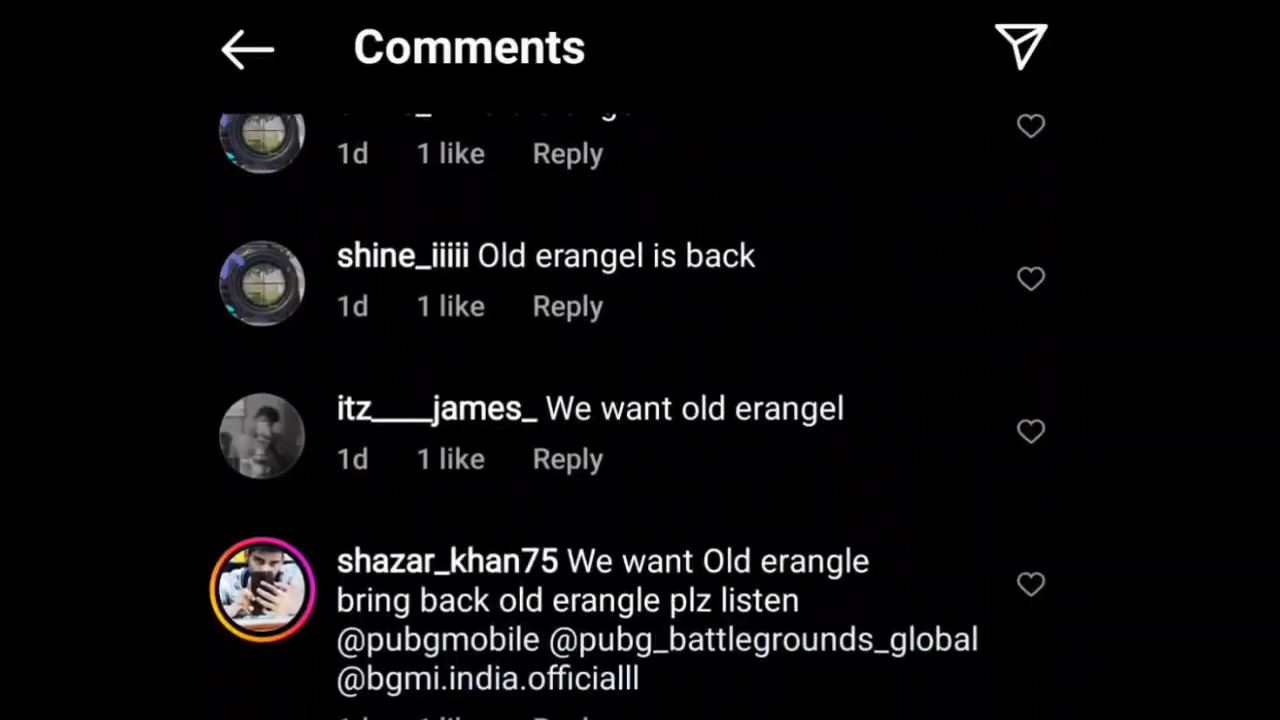 Comments
1d 1 like Reply
shine_iiiii Old erangel is back
1d 1 like Reply
itz____james_ We want old erangel
1d 1 like Reply
shazar_khan75 We want Old erangle
bring back old erangle plz listen
@pubgmobile @pubg_battlegrounds_global
@bgmi.india.officialll